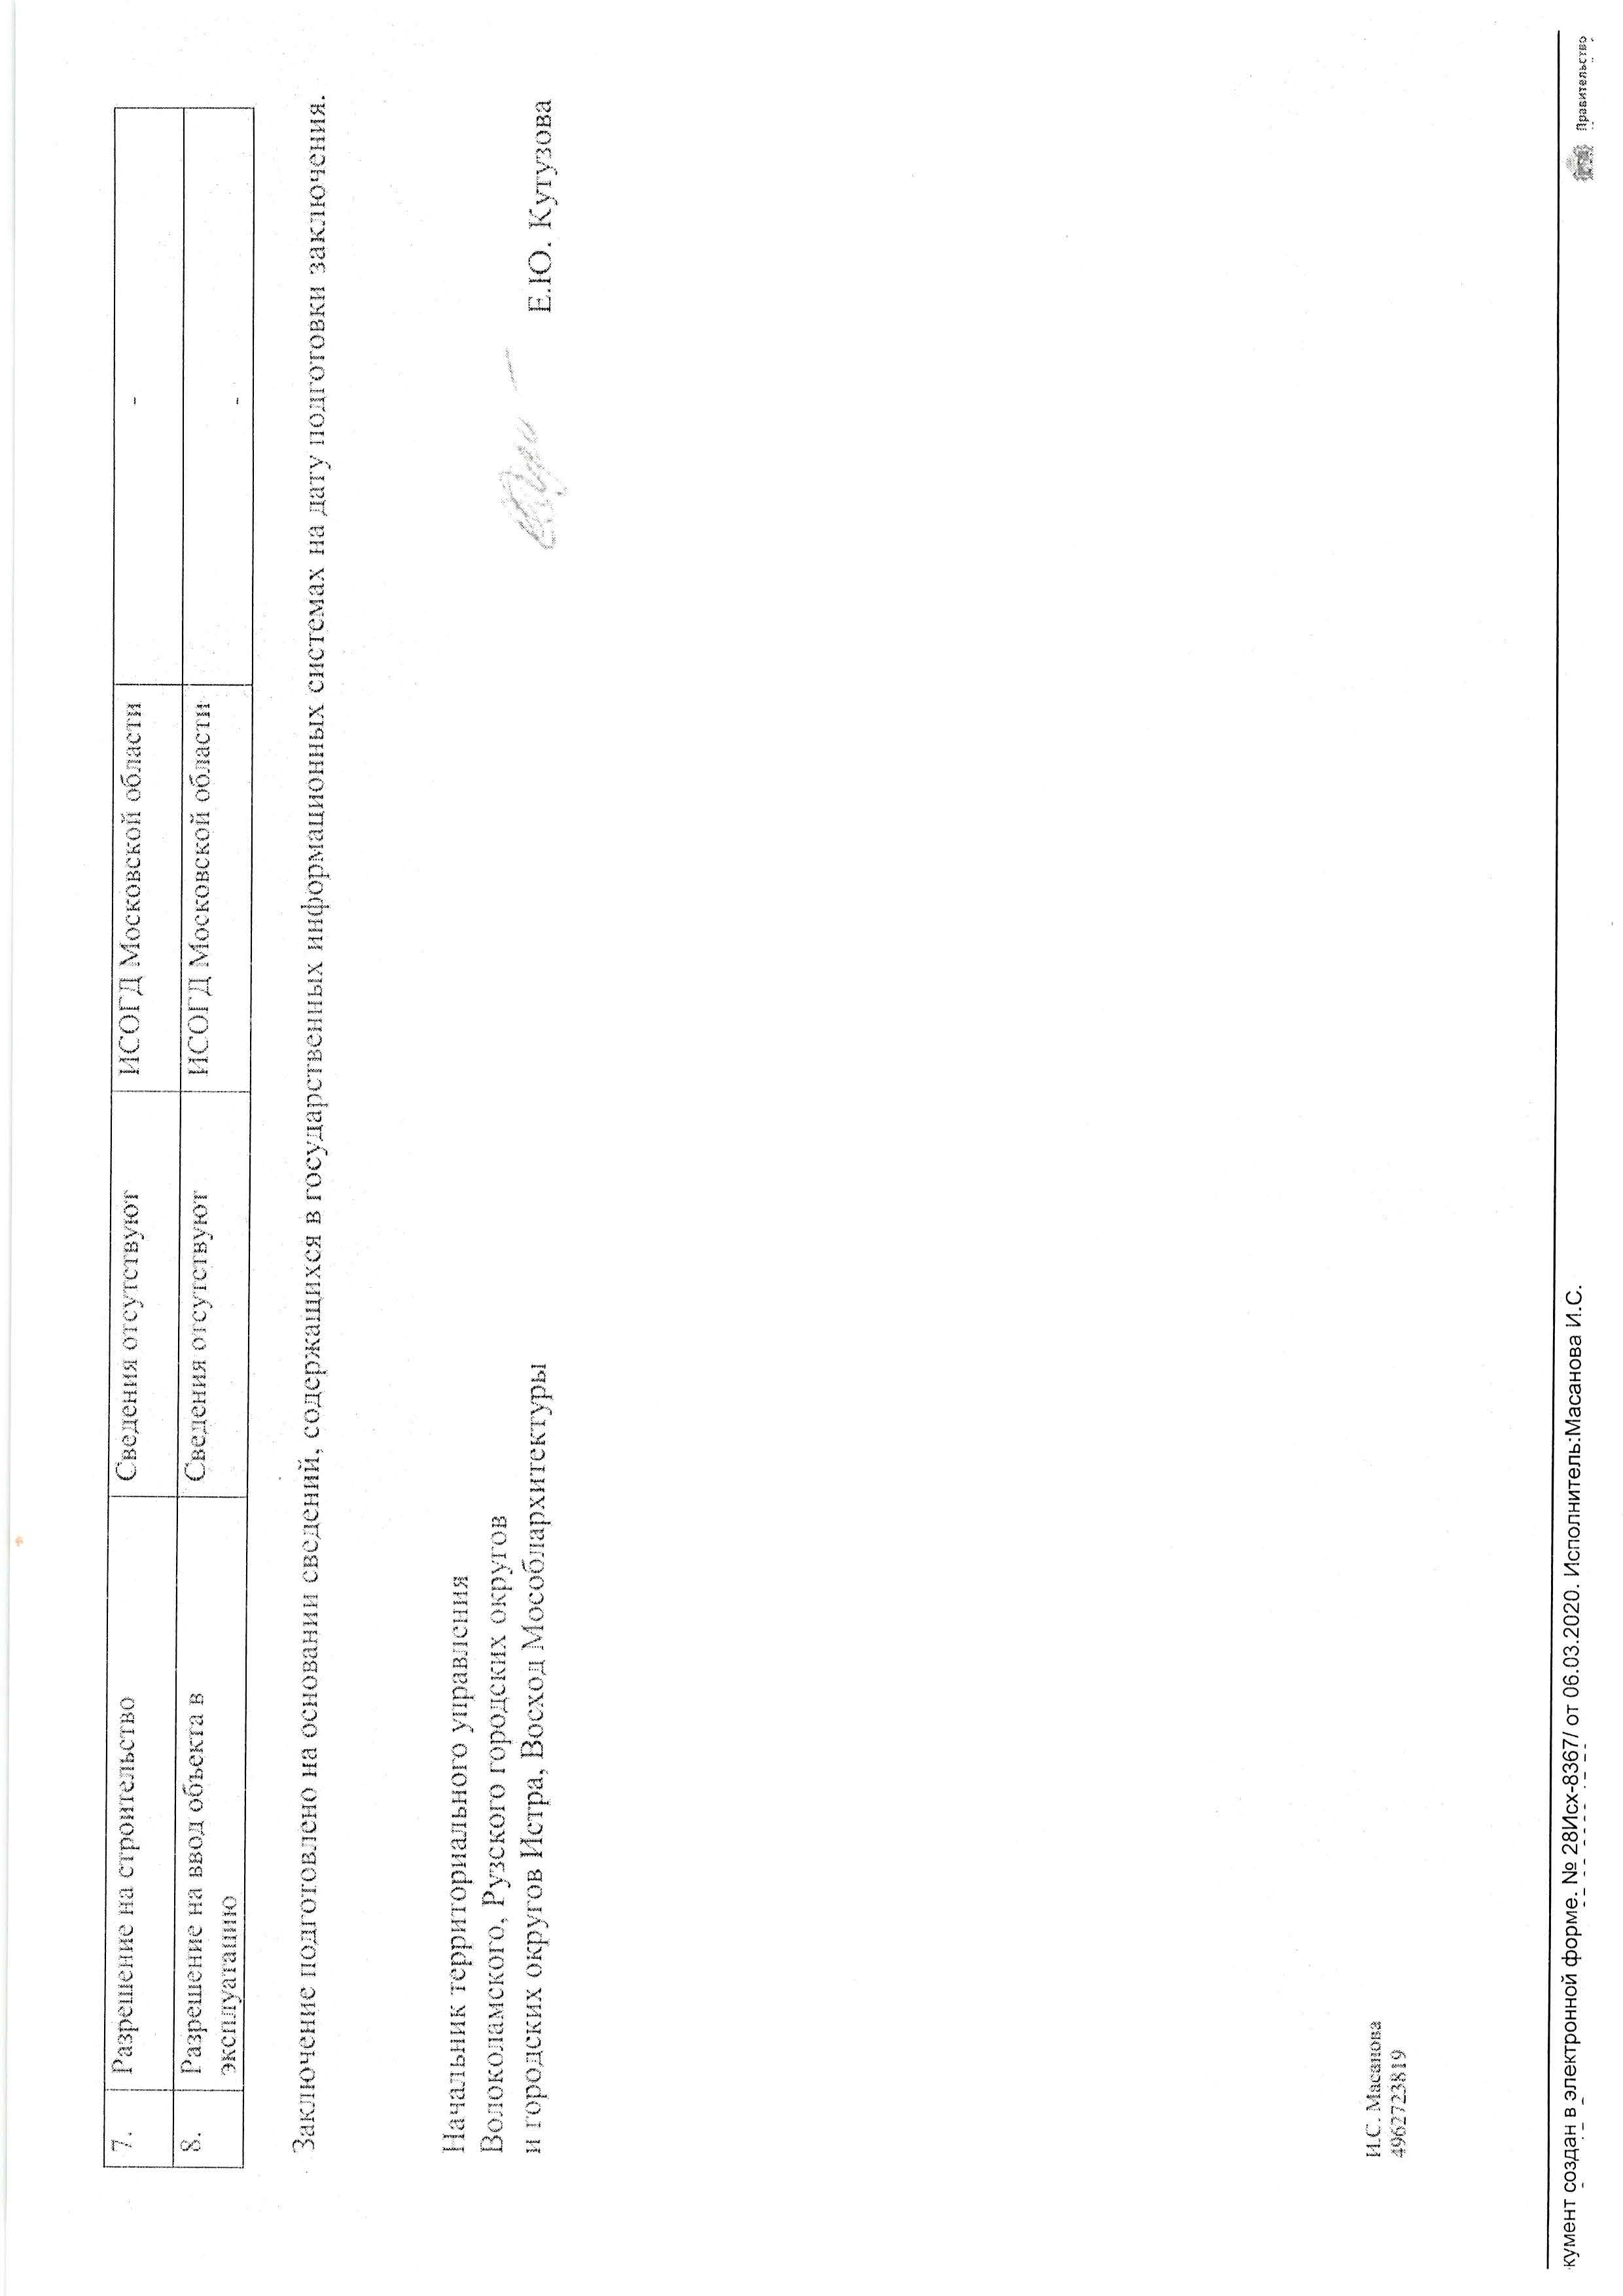 7. Разрешение на строительство Сведения отсутствуют ИСОГД Московской области -
8. Разрешение на ввод объекта в Сведения отсутствуют ИСОГД Московской области
эксплуатацию -
Заключение подготовлено на основании сведений, содержащихся в государственных информационных системах на дату подготовки заключения.
Начальник территориального управления
Волоколамского, Рузского городских округов
и городских округов Истра, Восход Мособлархитектуры Е.Ю. Кутузова
И.С. Масанова
4962723819
кумент создан в электронной форме. № 28Исх-8367/ от 06.03.2020. Исполнитель:Масанова И.С.
Правительство